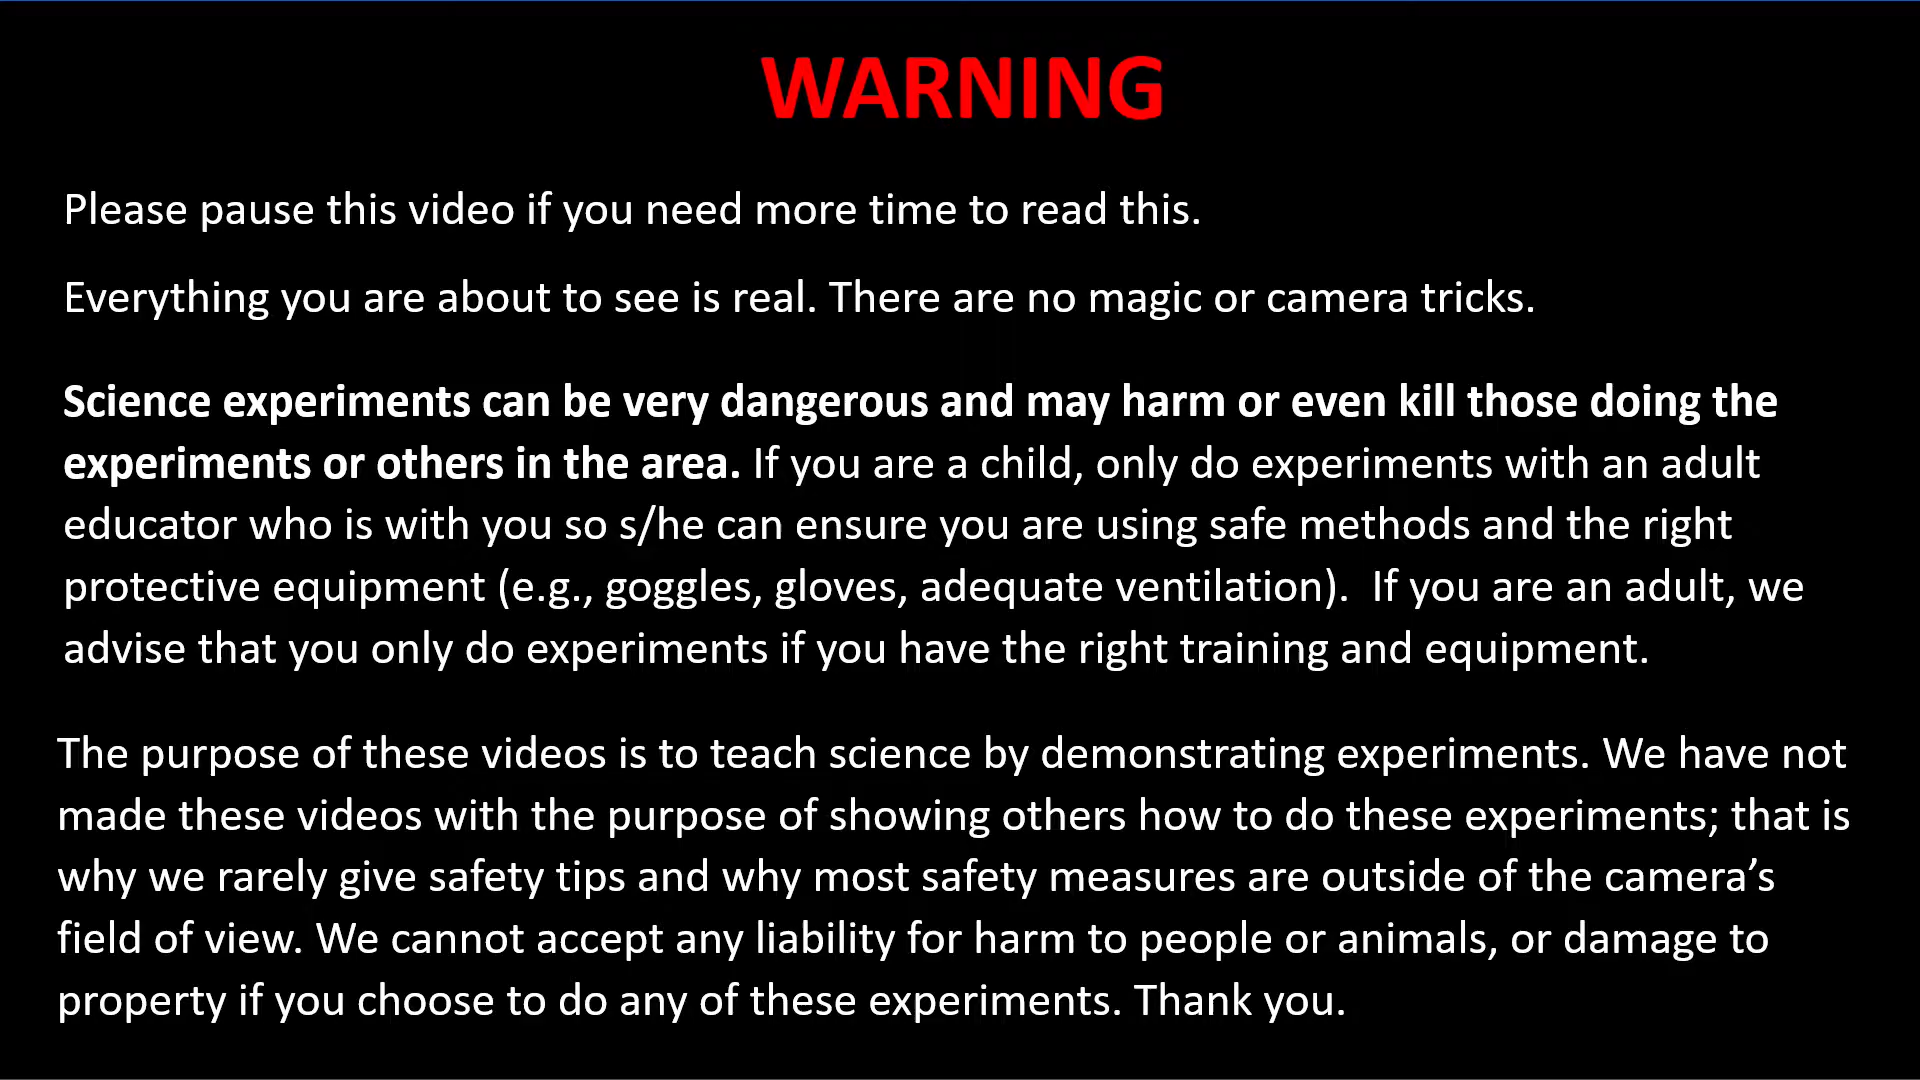 WARNING
Please pause this video if you need more time to read this.
Everything you are about to see is real. There are no magic or camera tricks.
Science experiments can be very dangerous and may harm or even kill those doing the
experiments or others in the area. If you are a child, only do experiments with an adult
educator who is with you so s/he can ensure you are using safe methods and the right
protective equipment (e.g., goggles, gloves, adequate ventilation).  If you are an adult, we
advise that you only do experiments if you have the right training and equipment.
The purpose of these videos is to teach science by demonstrating experiments. We have not
made these videos with the purpose of showing others how to do these experiments; that is
why we rarely give safety tips and why most safety measures are outside of the camera’s
field of view. We cannot accept any liability for harm to people or animals, or damage to
property if you choose to do any of these experiments. Thank you.